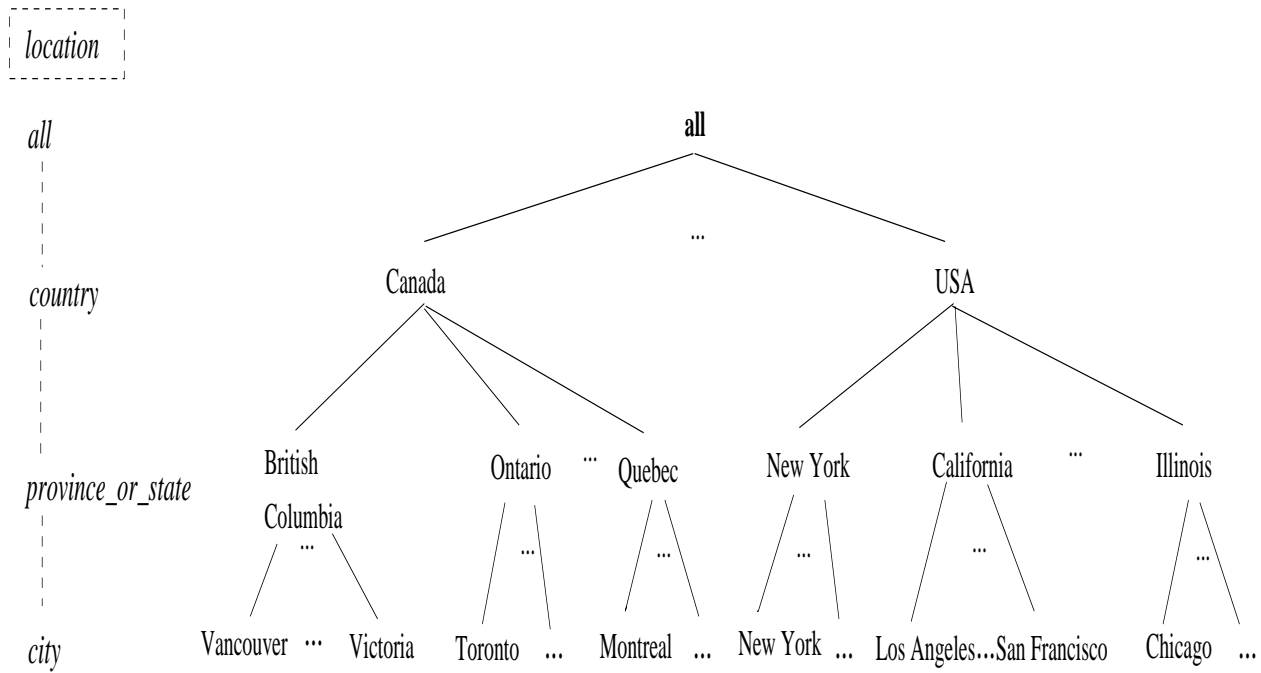 location
all
all
...
Canada
USA
country
British
Columbia
Ontario
...
Quebec
New York
California
...
Illinois
province_or_state
...
...
...
...
...
...
city
Vancouver ... Victoria
Toronto ...
Montreal ...
New York ...
Los Angeles...San Francisco
Chicago ...